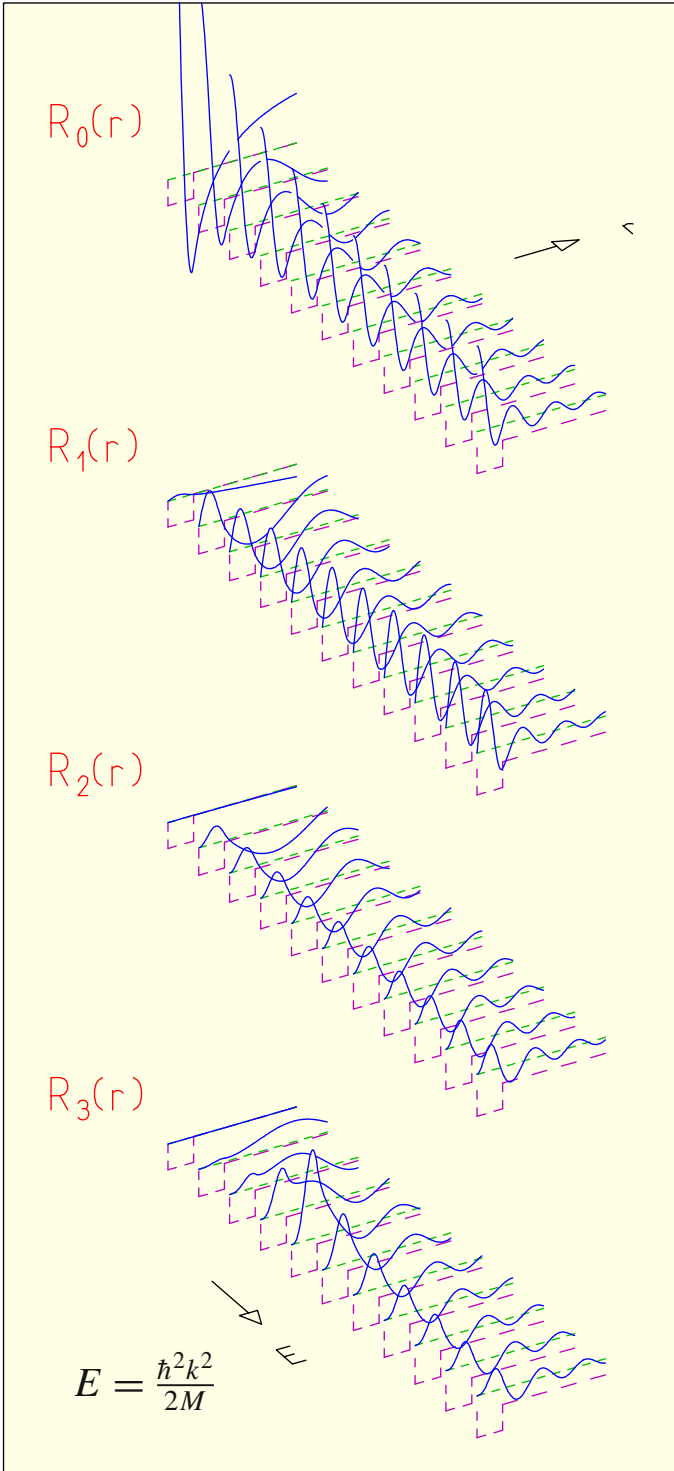 R₀(r)
r
R₁(r)
R₂(r)
R₃(r)
E
E = ħ²k²/2M